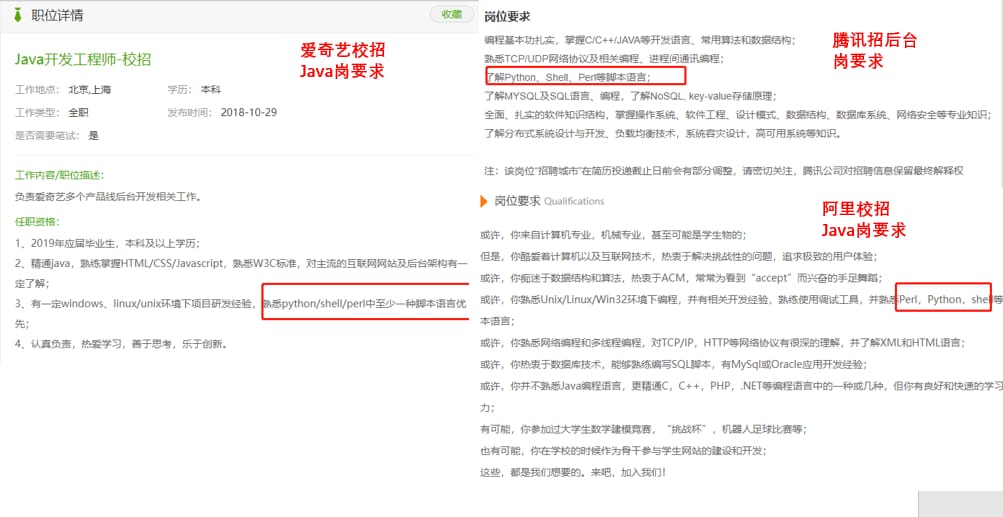 职位详情
收藏
Java开发工程师-校招
爱奇艺校招
Java岗要求
工作地点： 北京,上海 学历： 本科
工作类型： 全职 发布时间： 2018-10-29
是否需要笔试： 是
工作内容/职位描述：
负责爱奇艺多个产品线后台开发相关工作。
任职资格：
1、2019年应届毕业生，本科及以上学历；
2、精通java，熟练掌握HTML/CSS/Javascript，熟悉W3C标准，对主流的互联网网站及后台架构有一
定了解；
3、有一定windows、linux/unix环境下项目研发经验，熟悉python/shell/perl中至少一种脚本语言优
先；
4、认真负责，热爱学习，善于思考，乐于创新。
岗位要求
腾讯招后台
岗要求
编程基本功扎实，掌握C/C++/JAVA等开发语言、常用算法和数据结构；
熟悉TCP/UDP网络协议及相关编程、进程间通讯编程；
了解Python、Shell、Perl等脚本语言；
了解MYSQL及SQL语言、编程，了解NoSQL, key-value存储原理；
全面、扎实的软件知识结构，掌握操作系统、软件工程、设计模式、数据结构、数据库系统、网络安全等专业知识；
了解分布式系统设计与开发、负载均衡技术，系统容灾设计，高可用系统等知识。
注：该岗位“招聘城市”在简历投递截止日前会有部分调整，请密切关注，腾讯公司对招聘信息保留最终解释权
岗位要求 Qualifications
阿里校招
Java岗要求
或许，你来自计算机专业，机械专业，甚至可能是学生物的；
但是，你酷爱着计算机以及互联网技术，热衷于解决挑战性的问题，追求极致的用户体验；
或许，你痴迷于数据结构和算法，热衷于ACM，常常为看到“accept”而兴奋的手足舞蹈；
或许，你熟悉Unix/Linux/Win32环境下编程，并有相关开发经验，熟练使用调试工具，并熟悉Perl，Python，shell等
本语言；
或许，你熟悉网络编程和多线程编程，对TCP/IP，HTTP等网络协议有很深的理解，并了解XML和HTML语言；
或许，你热衷于数据库技术，能够熟练编写SQL脚本，有MySql或Oracle应用开发经验；
或许，你并不熟悉Java编程语言，更精通C，C++，PHP，.NET等编程语言中的一种或几种，但你有良好和快速的学习
力；
有可能，你参加过大学生数学建模竞赛，“挑战杯”，机器人足球比赛等；
也有可能，你在学校的时候作为骨干参与学生网站的建设和开发；
这些，都是我们想要的。来吧，加入我们！